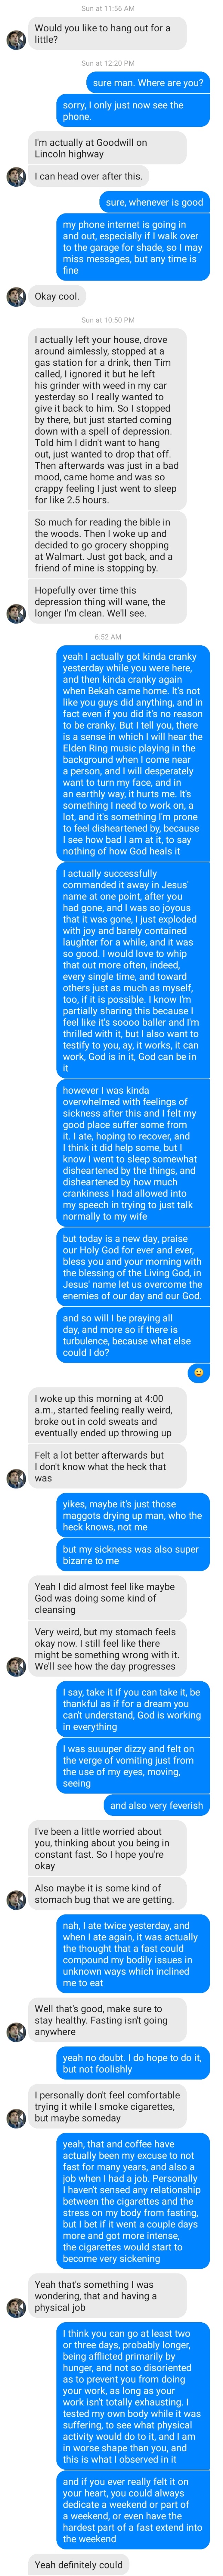 Sun at 11:56 AM
Would you like to hang out for a
little?
Sun at 12:20 PM
sure man. Where are you?
sorry, I only just now see the
phone.
I'm actually at Goodwill on
Lincoln highway
I can head over after this.
sure, whenever is good
my phone internet is going in
and out, especially if I walk over
to the garage for shade, so I may
miss messages, but any time is
fine
Okay cool.
Sun at 10:50 PM
I actually left your house, drove
around aimlessly, stopped at a
gas station for a drink, then Tim
called, I ignored it but he left
his grinder with weed in my car
yesterday so I really wanted to
give it back to him. So I stopped
by there, but just started coming
down with a spell of depression.
Told him I didn't want to hang
out, just wanted to drop that off.
Then afterwards was just in a bad
mood, came home and was so
crappy feeling I just went to sleep
for like 2.5 hours.
So much for reading the bible in
the woods. Then I woke up and
decided to go grocery shopping
at Walmart. Just got back, and a
friend of mine is stopping by.
Hopefully over time this
depression thing will wane, the
longer I'm clean. We'll see.
6:52 AM
yeah I actually got kinda cranky
yesterday while you were here,
and then kinda cranky again
when Bekah came home. It's not
like you guys did anything, and in
fact even if you did it's no reason
to be cranky. But I tell you, there
is a sense in which I will hear the
Elden Ring music playing in the
background when I come near
a person, and I will desperately
want to turn my face, and in
an earthly way, it hurts me. It's
something I need to work on, a
lot, and it's something I'm prone
to feel disheartened by, because
I see how bad I am at it, to say
nothing of how God heals it
I actually successfully
commanded it away in Jesus'
name at one point, after you
had gone, and I was so joyous
that it was gone, I just exploded
with joy and barely contained
laughter for a while, and it was
so good. I would love to whip
that out more often, indeed,
every single time, and toward
others just as much as myself,
too, if it is possible. I know I'm
partially sharing this because I
feel like it's soooo baller and I'm
thrilled with it, but I also want to
testify to you, ay, it works, it can
work, God is in it, God can be in
it
however I was kinda
overwhelmed with feelings of
sickness after this and I felt my
good place suffer some from
it. I ate, hoping to recover, and
I think it did help some, but I
know I went to sleep somewhat
disheartened by the things, and
disheartened by how much
crankiness I had allowed into
my speech in trying to just talk
normally to my wife
but today is a new day, praise
our Holy God for ever and ever,
bless you and your morning with
the blessing of the Living God, in
Jesus' name let us overcome the
enemies of our day and our God.
and so will I be praying all
day, and more so if there is
turbulence, because what else
could I do?
😆
I woke up this morning at 4:00
a.m., started feeling really weird,
broke out in cold sweats and
eventually ended up throwing up
Felt a lot better afterwards but
I don't know what the heck that
was
yikes, maybe it's just those
maggots drying up man, who the
heck knows, not me
but my sickness was also super
bizarre to me
Yeah I did almost feel like maybe
God was doing some kind of
cleansing
Very weird, but my stomach feels
okay now. I still feel like there
might be something wrong with it.
We'll see how the day progresses
I say, take it if you can take it, be
thankful as if for a dream you
can't understand, God is working
in everything
I was suuuper dizzy and felt on
the verge of vomiting just from
the use of my eyes, moving,
seeing
and also very feverish
I've been a little worried about
you, thinking about you being in
constant fast. So I hope you're
okay
Also maybe it is some kind of
stomach bug that we are getting.
nah, I ate twice yesterday, and
when I ate again, it was actually
the thought that a fast could
compound my bodily issues in
unknown ways which inclined
me to eat
Well that's good, make sure to
stay healthy. Fasting isn't going
anywhere
yeah no doubt. I do hope to do it,
but not foolishly
I personally don't feel comfortable
trying it while I smoke cigarettes,
but maybe someday
yeah, that and coffee have
actually been my excuse to not
fast for many years, and also a
job when I had a job. Personally
I haven't sensed any relationship
between the cigarettes and the
stress on my body from fasting,
but I bet if it went a couple days
more and got more intense,
the cigarettes would start to
become very sickening
Yeah that's something I was
wondering, that and having a
physical job
I think you can go at least two
or three days, probably longer,
being afflicted primarily by
hunger, and not so disoriented
as to prevent you from doing
your work, as long as your
work isn't totally exhausting. I
tested my own body while it was
suffering, to see what physical
activity would do to it, and I am
in worse shape than you, and
this is what I observed in it
and if you ever really felt it on
your heart, you could always
dedicate a weekend or part of
a weekend, or even have the
hardest part of a fast extend into
the weekend
Yeah definitely could